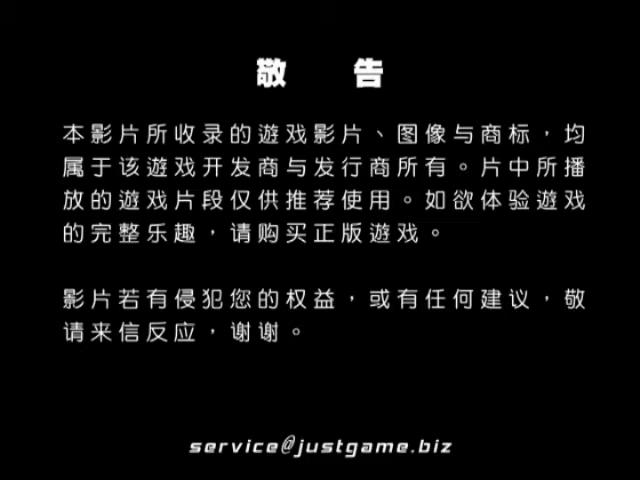 敬 告
本影片所收录的遊戏影片、图像与商标，均
属于该遊戏开发商与发行商所有。片中所播
放的遊戏片段仅供推荐使用。如欲体验遊戏
的完整乐趣，请购买正版遊戏。
影片若有侵犯您的权益，或有任何建议，敬
请来信反应，谢谢。
service@justgame.biz